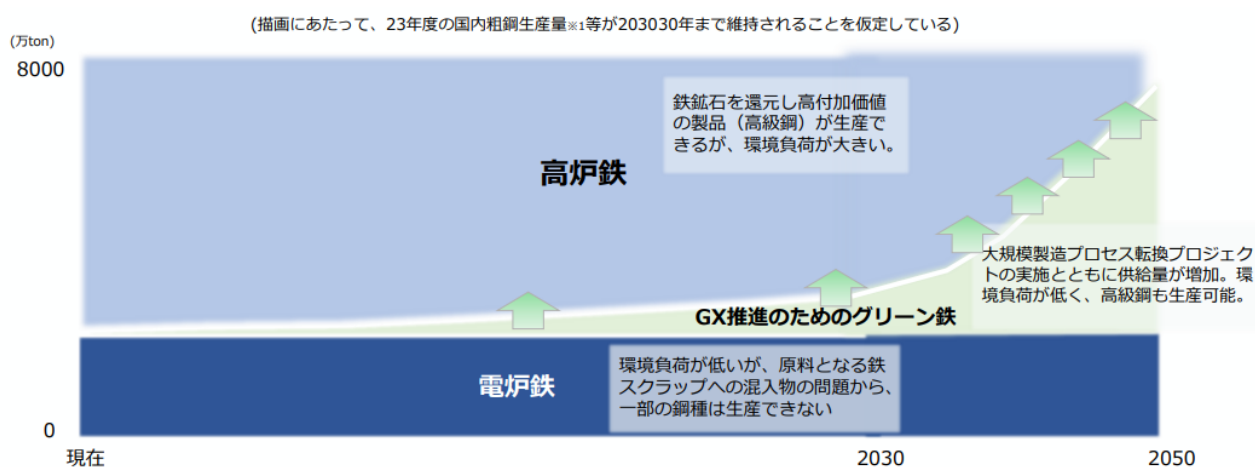 (描画にあたって、23年度の国内粗鋼生産量※1等が203030年まで維持されることを仮定している)
(万ton)
8000
鉄鉱石を還元し高付加価値
の製品（高級鋼）が生産で
きるが、環境負荷が大きい。
高炉鉄
大規模製造プロセス転換プロジェク
トの実施とともに供給量が増加。環
境負荷が低く、高級鋼も生産可能。
GX推進のためのグリーン鉄
環境負荷が低いが、原料となる鉄
スクラップへの混入物の問題から、
一部の鋼種は生産できない
電炉鉄
0
現在
2030
2050